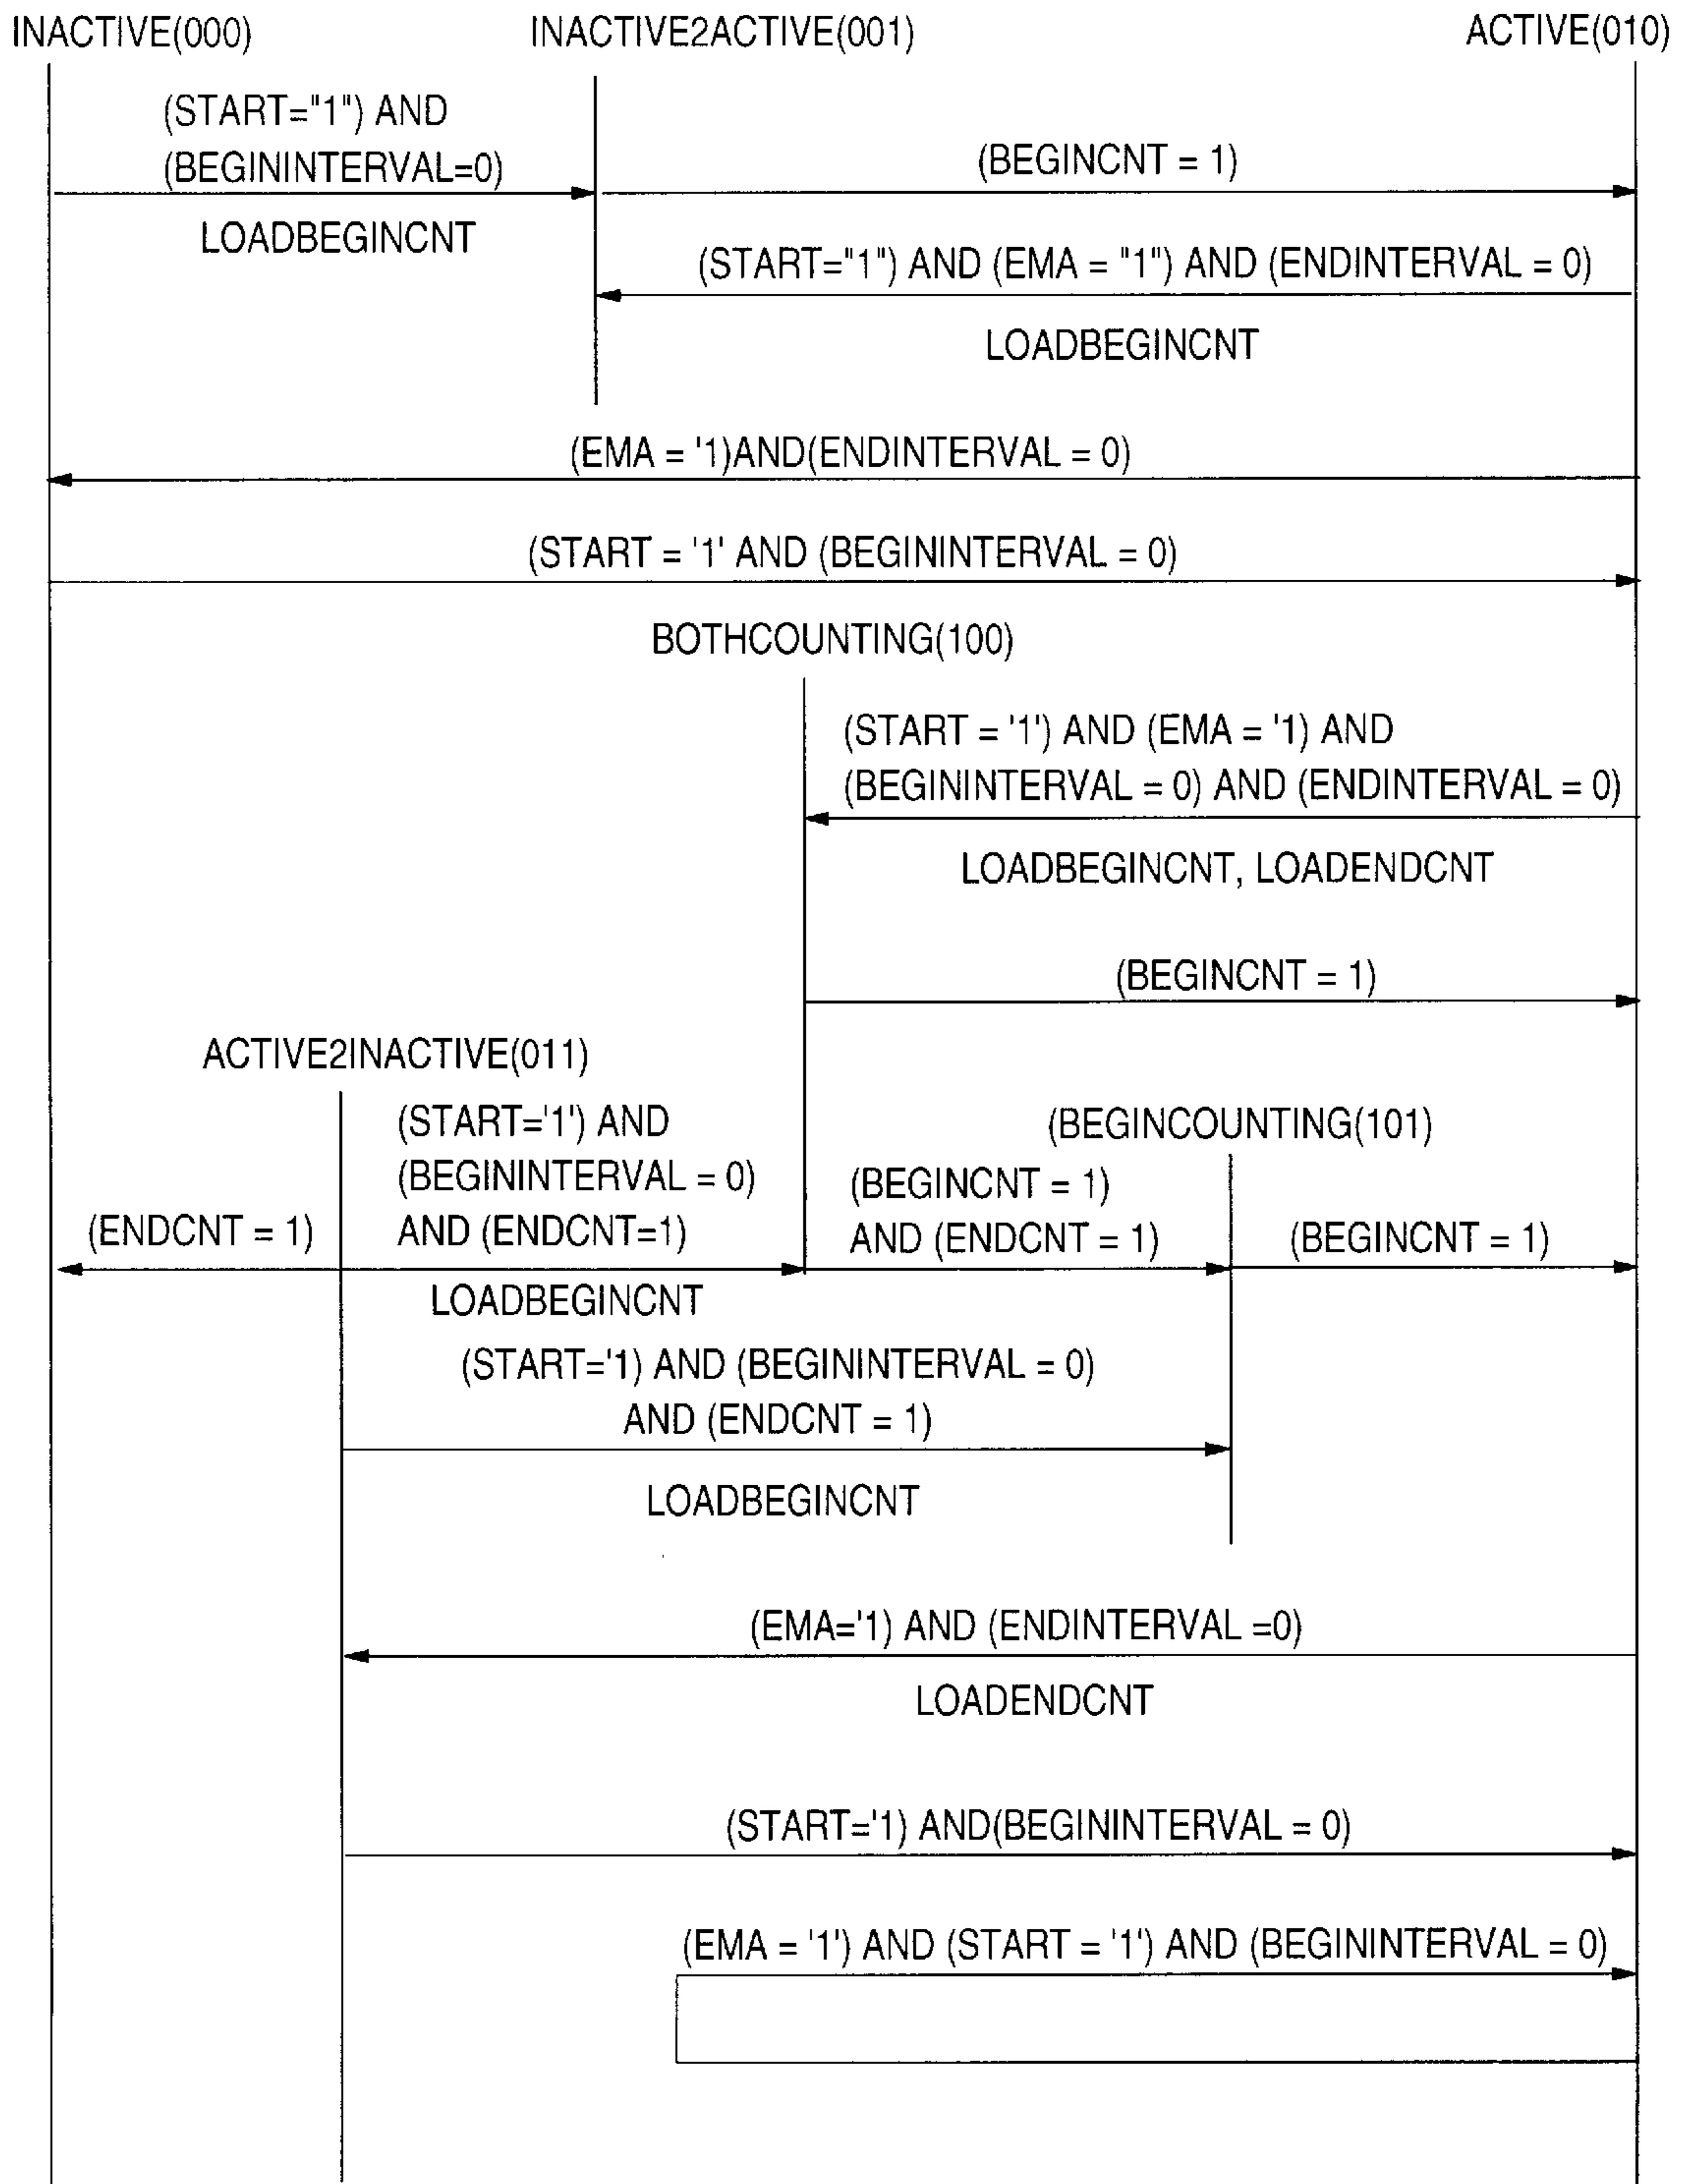 INACTIVE(000) INACTIVE2ACTIVE(001) ACTIVE(010)
(START="1") AND
(BEGININTERVAL=0)
(BEGINCNT = 1)
LOADBEGINCNT
(START="1") AND (EMA = "1") AND (ENDINTERVAL = 0)
LOADBEGINCNT
(EMA = '1)AND(ENDINTERVAL = 0)
(START = '1' AND (BEGININTERVAL = 0)
BOTHCOUNTING(100)
(START = '1') AND (EMA = '1) AND
(BEGININTERVAL = 0) AND (ENDINTERVAL = 0)
LOADBEGINCNT, LOADENDCNT
(BEGINCNT = 1)
ACTIVE2INACTIVE(011)
(START='1') AND
(BEGININTERVAL = 0)
AND (ENDCNT=1)
(BEGINCOUNTING(101)
(BEGINCNT = 1)
AND (ENDCNT = 1)
(ENDCNT = 1)
(BEGINCNT = 1)
LOADBEGINCNT
(START='1) AND (BEGININTERVAL = 0)
AND (ENDCNT = 1)
LOADBEGINCNT
(EMA='1) AND (ENDINTERVAL =0)
LOADENDCNT
(START='1) AND(BEGININTERVAL = 0)
(EMA = '1') AND (START = '1') AND (BEGININTERVAL = 0)